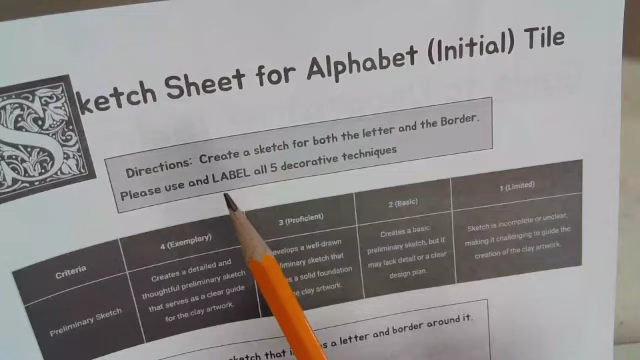 Sketch Sheet for Alphabet (Initial) Tile
Directions: Create a sketch for both the letter and the Border.
Please use and LABEL all 5 decorative techniques
Criteria
4 (Exemplary)
3 (Proficient)
2 (Basic)
1 (Limited)
Preliminary Sketch
Creates a detailed and
thoughtful preliminary sketch
that serves as a clear guide
for the clay artwork.
a well-drawn
sketch that
a solid foundation
clay artwork.
Creates a basic
preliminary sketch, but it
may lack detail or a clear
design plan.
Sketch is incomplete or unclear,
making it challenging to guide the
creation of the clay artwork.
sketch that
a letter and border around it.